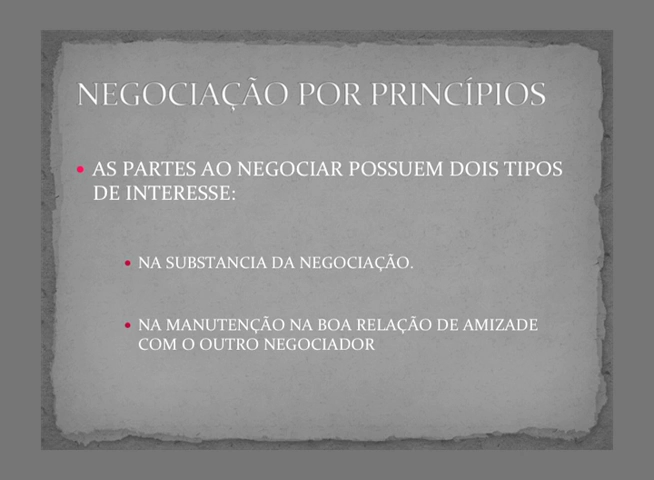 NEGOCIAÇÃO POR PRINCÍPIOS
AS PARTES AO NEGOCIAR POSSUEM DOIS TIPOS
DE INTERESSE:
NA SUBSTANCIA DA NEGOCIAÇÃO.
NA MANUTENÇÃO NA BOA RELAÇÃO DE AMIZADE
COM O OUTRO NEGOCIADOR